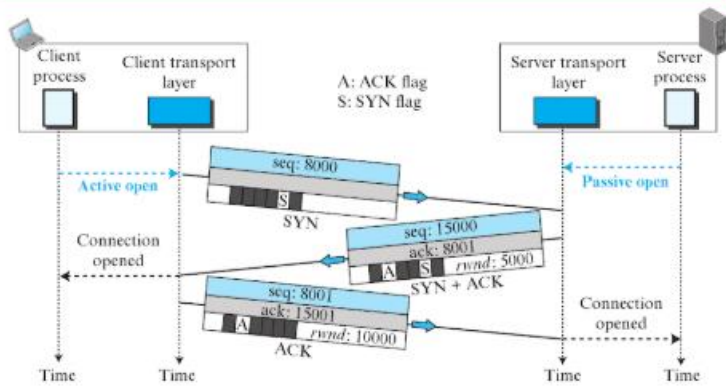 Client
process
Client transport
layer
A: ACK flag
S: SYN flag
Server transport
layer
Server
process
seq: 8000
S
SYN
Active open
Passive open
seq: 15000
ack: 8001
A
S
rwnd: 5000
SYN + ACK
Connection
opened
seq: 8001
ack: 15001
A
rwnd: 10000
ACK
Connection
opened
Time
Time
Time
Time